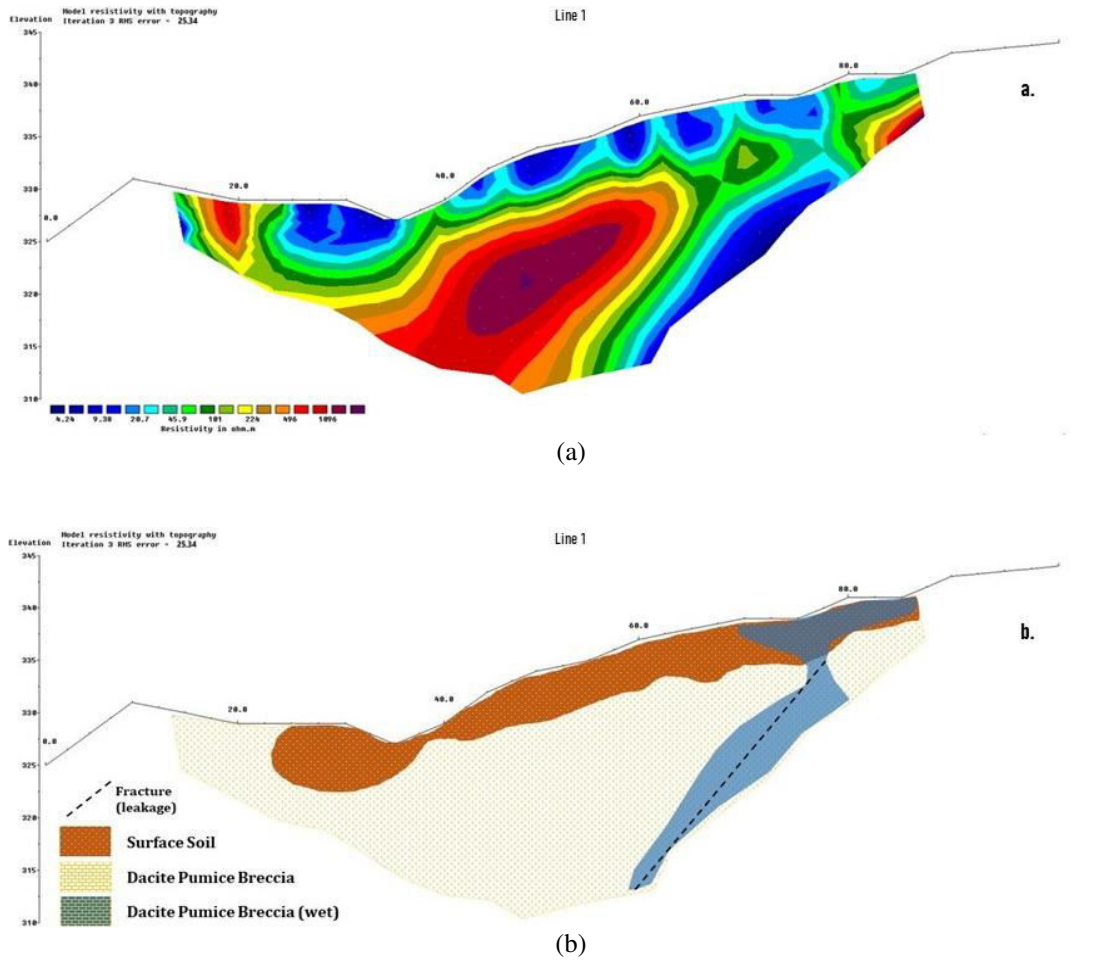 Model resistivity with topography
Elevation Iteration 3 RMS error = 25.34
Line 1
345
340
335
330
325
320
315
310
0.0
20.0
40.0
60.0
80.0
a.
4.24 9.38 20.7 45.9 101 224 496 1096
Resistivity in ohm.m
(a)
Model resistivity with topography
Elevation Iteration 3 RMS error = 25.34
Line 1
345
340
335
330
325
320
315
310
0.0
20.0
40.0
60.0
80.0
b.
Fracture
(leakage)
Surface Soil
Dacite Pumice Breccia
Dacite Pumice Breccia (wet)
(b)